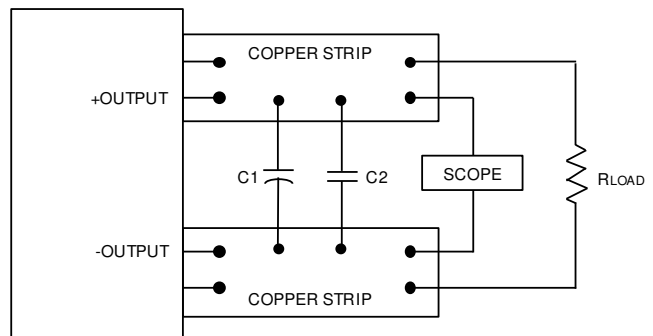 COPPER STRIP
+OUTPUT
C1
C2
SCOPE
RLOAD
-OUTPUT
COPPER STRIP